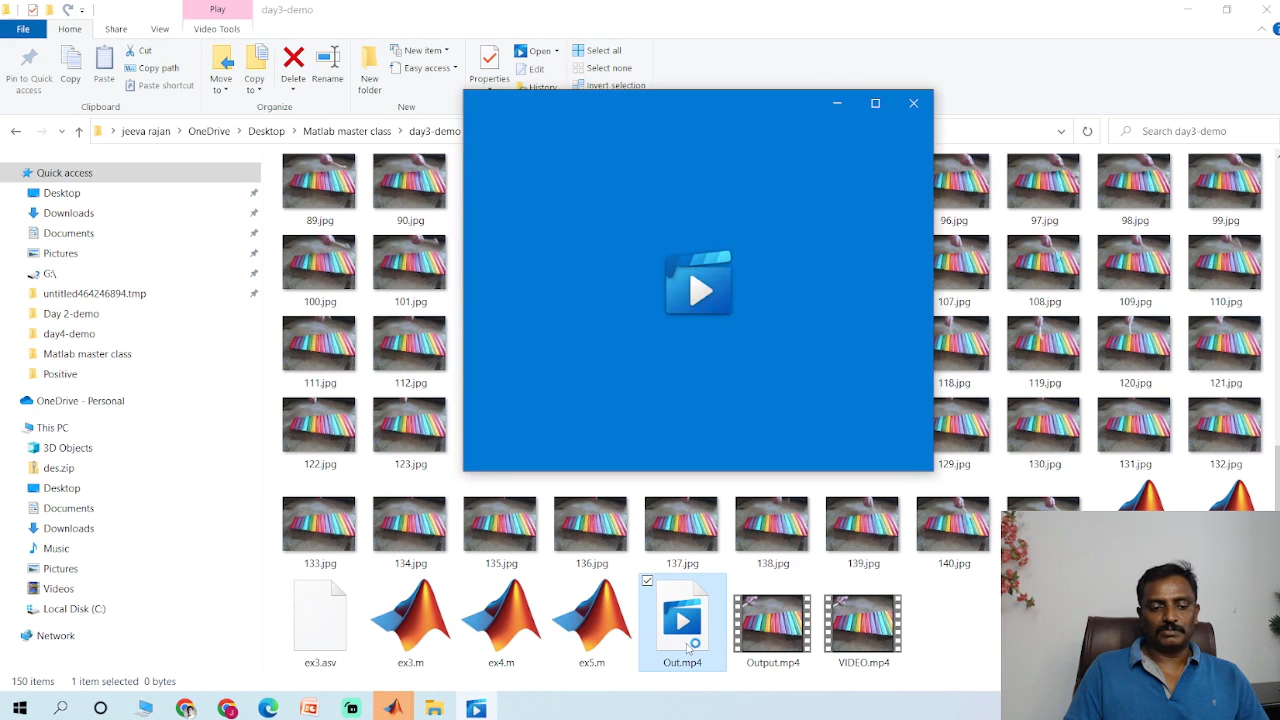 Play
day3-demo
File
Home
Share
View
Video Tools
Pin to Quick
access
Copy
Paste
Cut
Copy path
Paste shortcut
Clipboard
Move
to
Copy
to
Delete
Rename
Organize
New
folder
New item
Easy access
New
Properties
Open
Edit
History
Select all
Select none
Invert selection
jeeva rajan
OneDrive
Desktop
Matlab master class
day3-demo
Search day3-demo
Quick access
Desktop
Downloads
Documents
Pictures
G:\
untitled464246894.tmp
Day 2-demo
day4-demo
Matlab master class
Positive
OneDrive - Personal
This PC
3D Objects
des.zip
Desktop
Documents
Downloads
Music
Pictures
Videos
Local Disk (C:)
Network
89.jpg
90.jpg
96.jpg
97.jpg
98.jpg
99.jpg
100.jpg
101.jpg
107.jpg
108.jpg
109.jpg
110.jpg
111.jpg
112.jpg
118.jpg
119.jpg
120.jpg
121.jpg
122.jpg
123.jpg
129.jpg
130.jpg
131.jpg
132.jpg
133.jpg
134.jpg
135.jpg
136.jpg
137.jpg
138.jpg
139.jpg
140.jpg
ex3.asv
ex3.m
ex4.m
ex5.m
Out.mp4
Output.mp4
VIDEO.mp4
150 items
1 item selected
0 bytes